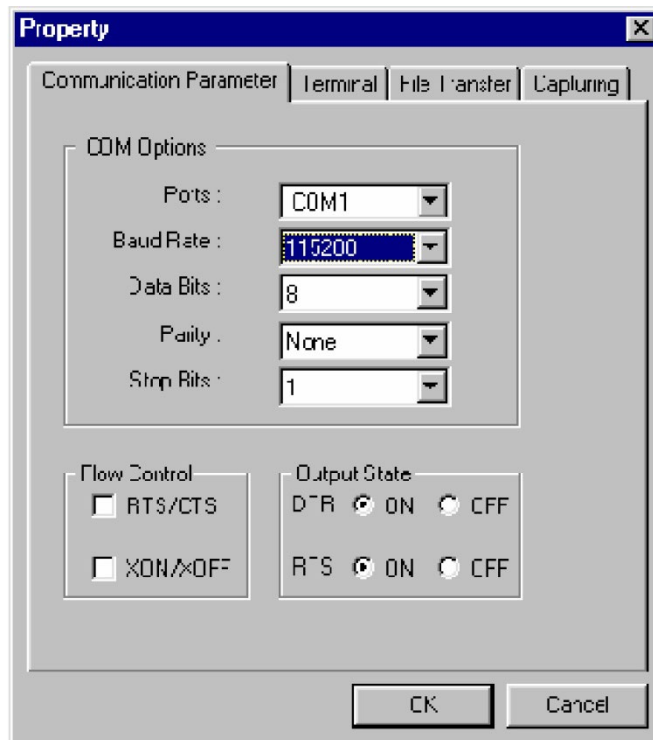 Property
Communication Parameter Terminal File Transfer Capturing
COM Options
Ports : COM1
Baud Rate : 115200
Data Bits : 8
Parity : None
Stop Bits : 1
Flow Control
RTS/CTS
XON/XOFF
Output State
DTR ON OFF
RTS ON OFF
OK Cancel